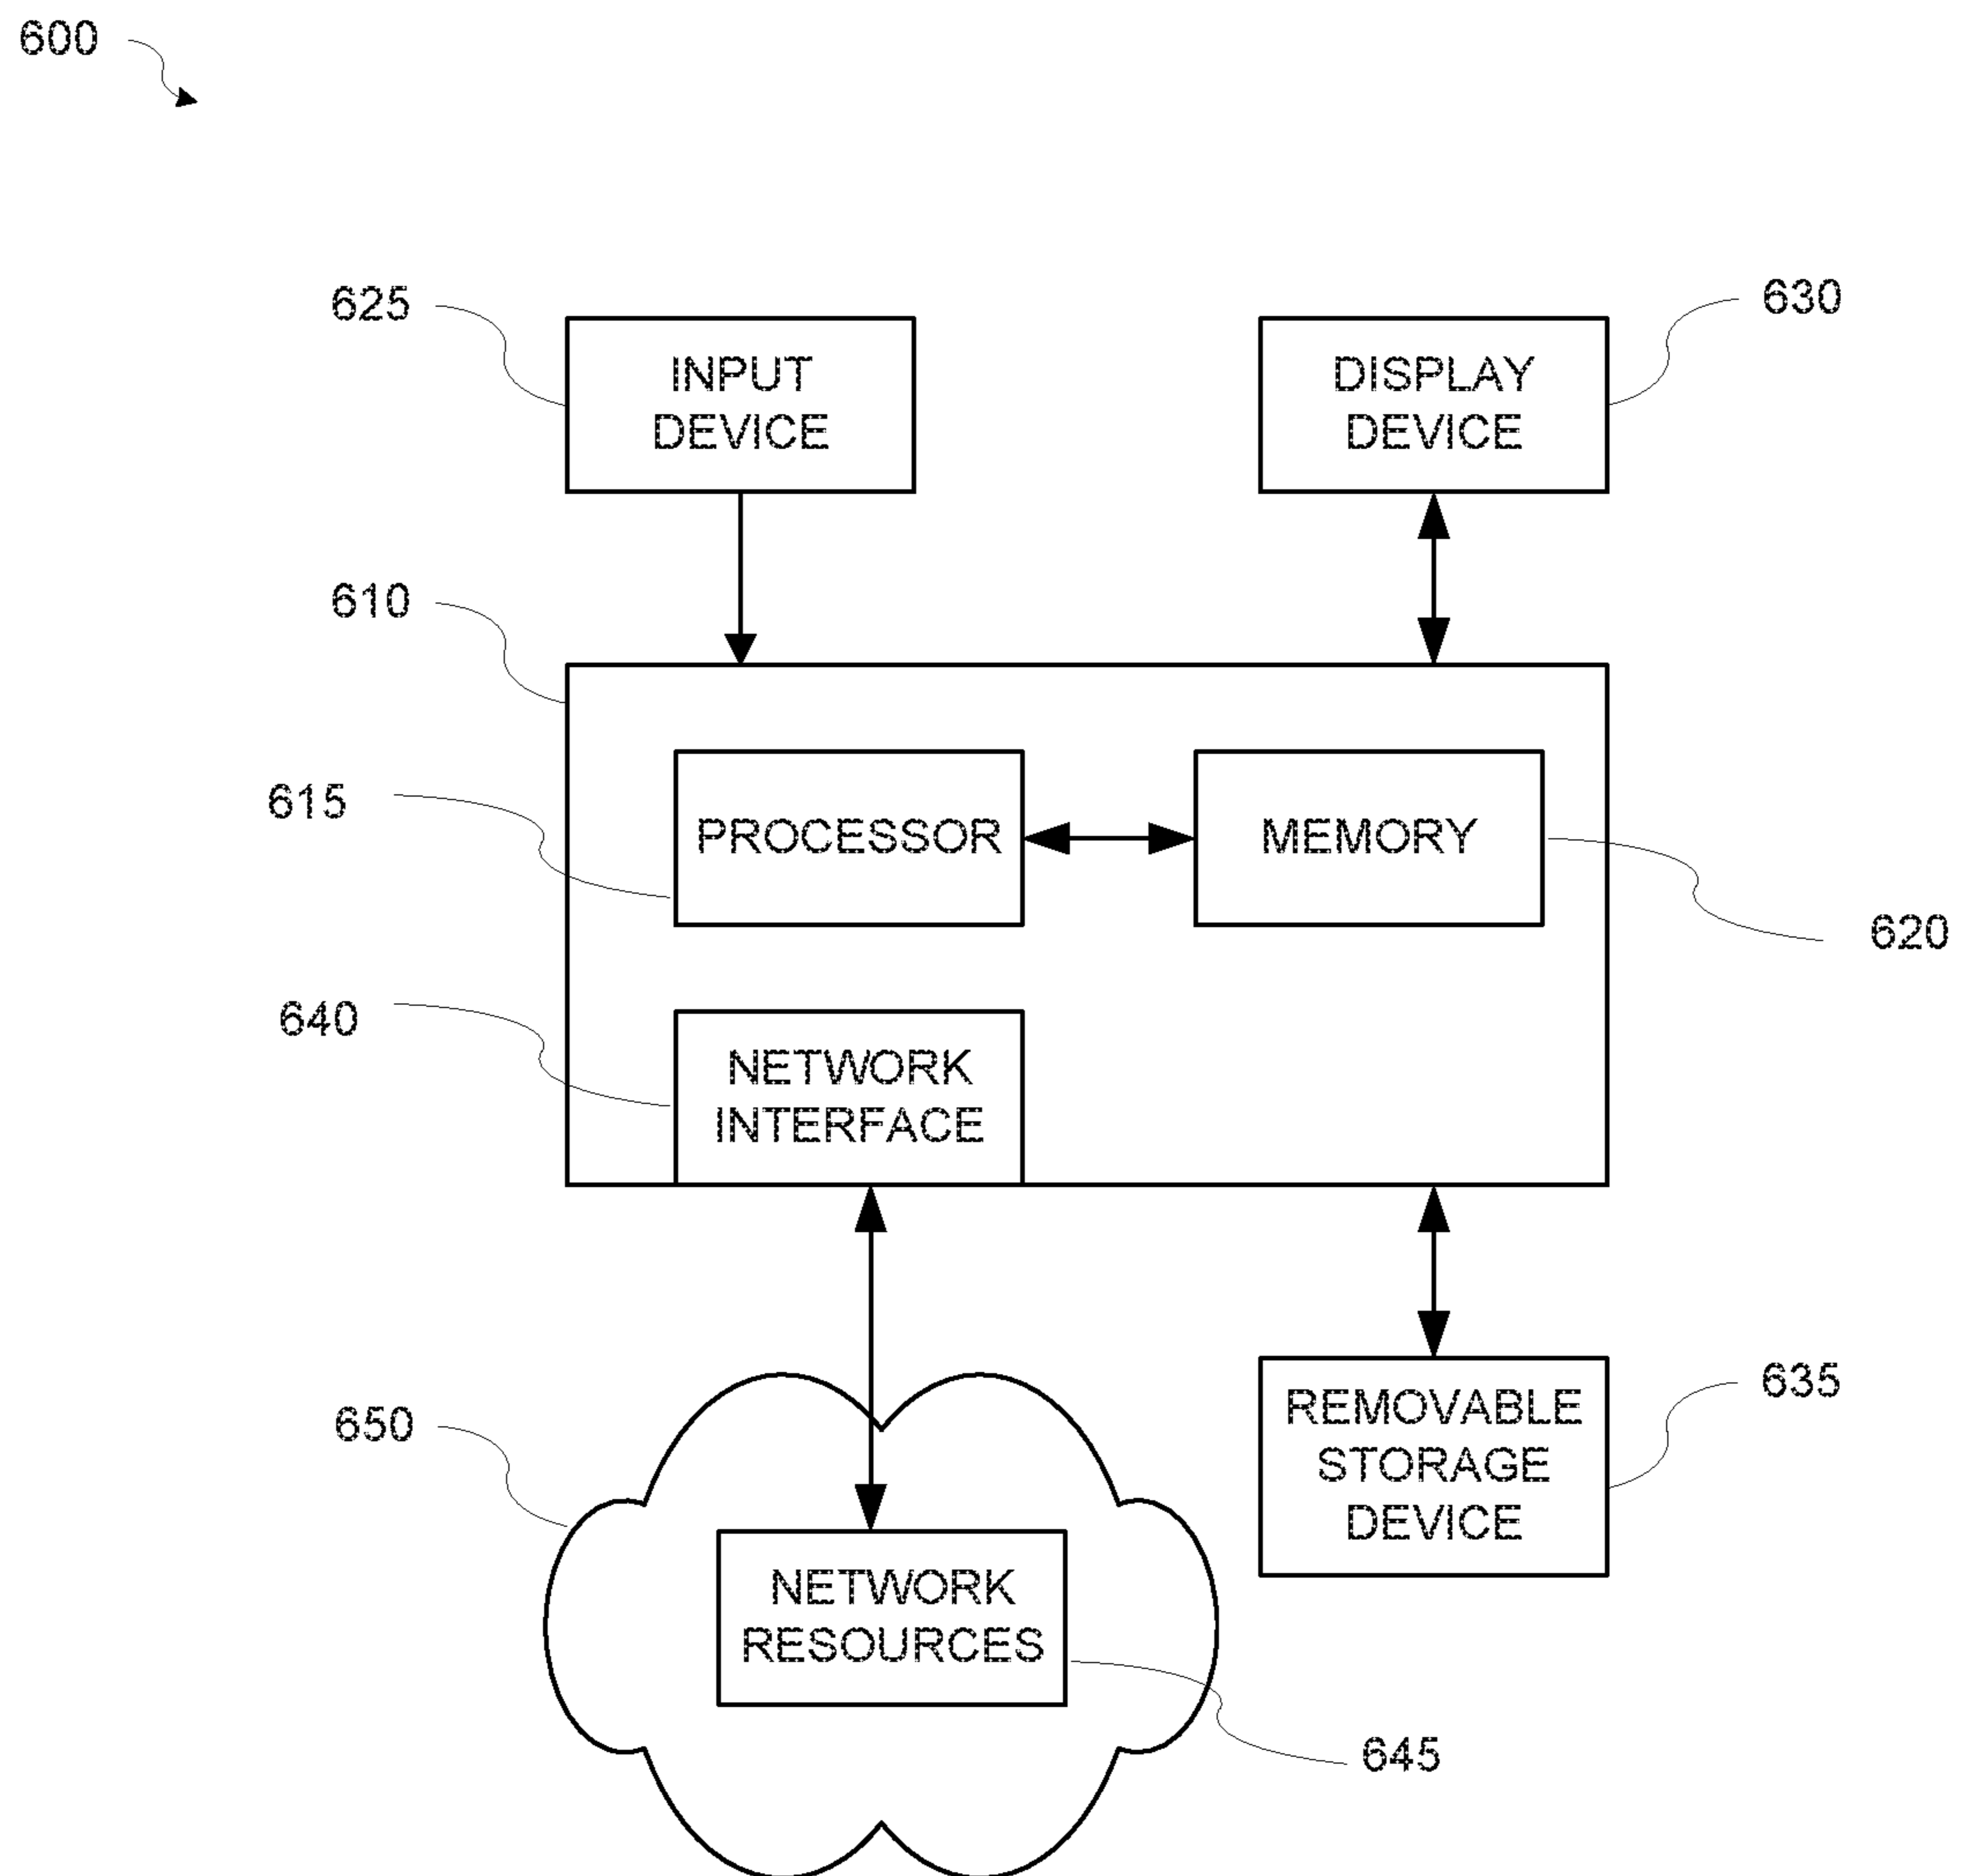 600
625
INPUT
DEVICE
DISPLAY
DEVICE
630
610
615
PROCESSOR
MEMORY
620
640
NETWORK
INTERFACE
650
REMOVABLE
STORAGE
DEVICE
635
NETWORK
RESOURCES
645